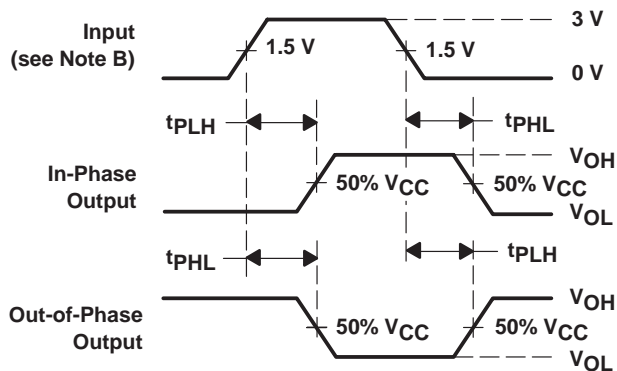 Input
(see Note B)
1.5 V
1.5 V
3 V
0 V
tPLH
tPHL
In-Phase
Output
50% VCC
50% VCC
VOH
VOL
tPHL
tPLH
Out-of-Phase
Output
50% VCC
50% VCC
VOH
VOL